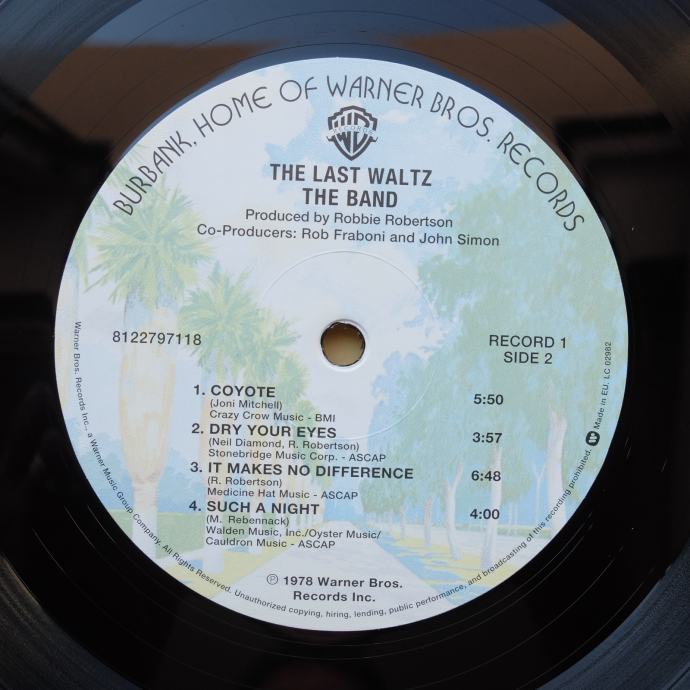 BURBANK, HOME OF WARNER BROS. RECORDS
WB
RECORDS
THE LAST WALTZ
THE BAND
Produced by Robbie Robertson
Co-Producers: Rob Fraboni and John Simon
8122797118
RECORD 1
SIDE 2
1. COYOTE 5:50
(Joni Mitchell)
Crazy Crow Music - BMI
2. DRY YOUR EYES 3:57
(Neil Diamond, R. Robertson)
Stonebridge Music Corp. - ASCAP
3. IT MAKES NO DIFFERENCE 6:48
(R. Robertson)
Medicine Hat Music - ASCAP
4. SUCH A NIGHT 4:00
(M. Rebennack)
Walden Music, Inc./Oyster Music/
Cauldron Music - ASCAP
℗ 1978 Warner Bros.
Records Inc.
Warner Bros. Records Inc., a Warner Music Group Company. All Rights Reserved. Unauthorized copying, hiring, lending, public performance, and broadcasting of this recording prohibited. Made in EU. LC 02982